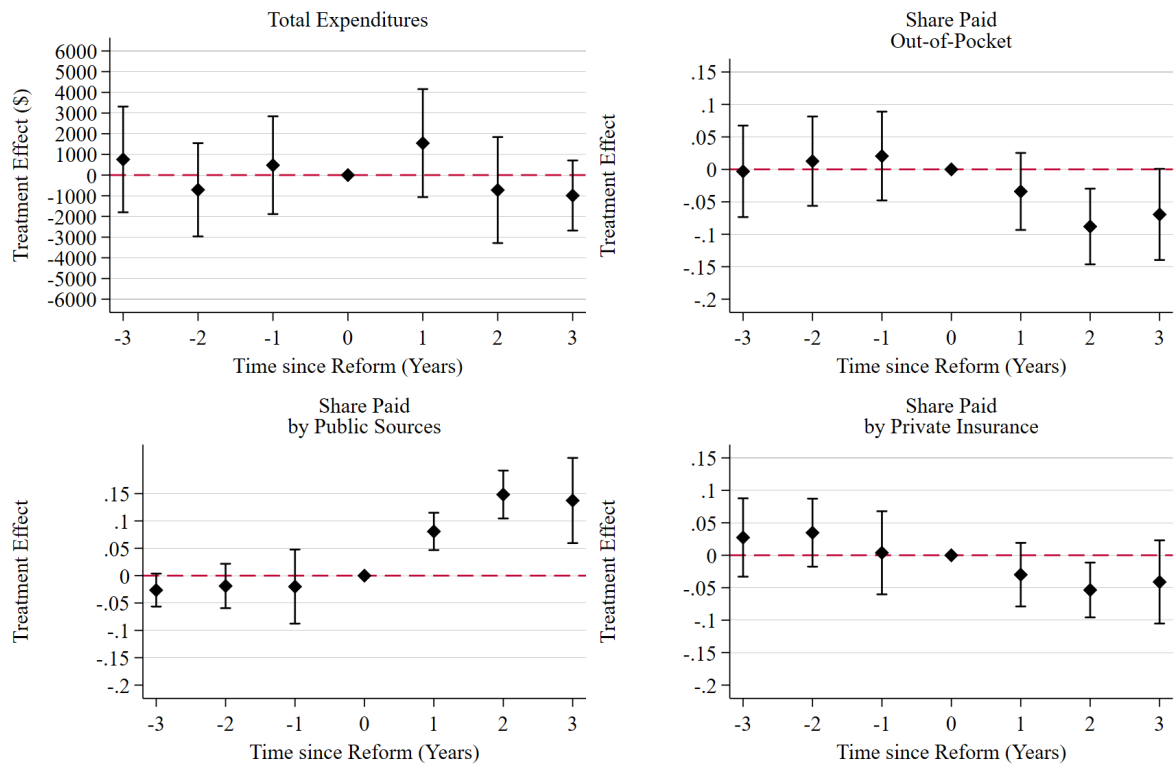 Total Expenditures
Treatment Effect ($)
6000
5000
4000
3000
2000
1000
0
-1000
-2000
-3000
-4000
-5000
-6000
-3 -2 -1 0 1 2 3
Time since Reform (Years)
Share Paid
Out-of-Pocket
Treatment Effect
.15
.1
.05
0
-.05
-.1
-.15
-.2
-3 -2 -1 0 1 2 3
Time since Reform (Years)
Share Paid
by Public Sources
Treatment Effect
.15
.1
.05
0
-.05
-.1
-.15
-.2
-3 -2 -1 0 1 2 3
Time since Reform (Years)
Share Paid
by Private Insurance
Treatment Effect
.15
.1
.05
0
-.05
-.1
-.15
-.2
-3 -2 -1 0 1 2 3
Time since Reform (Years)